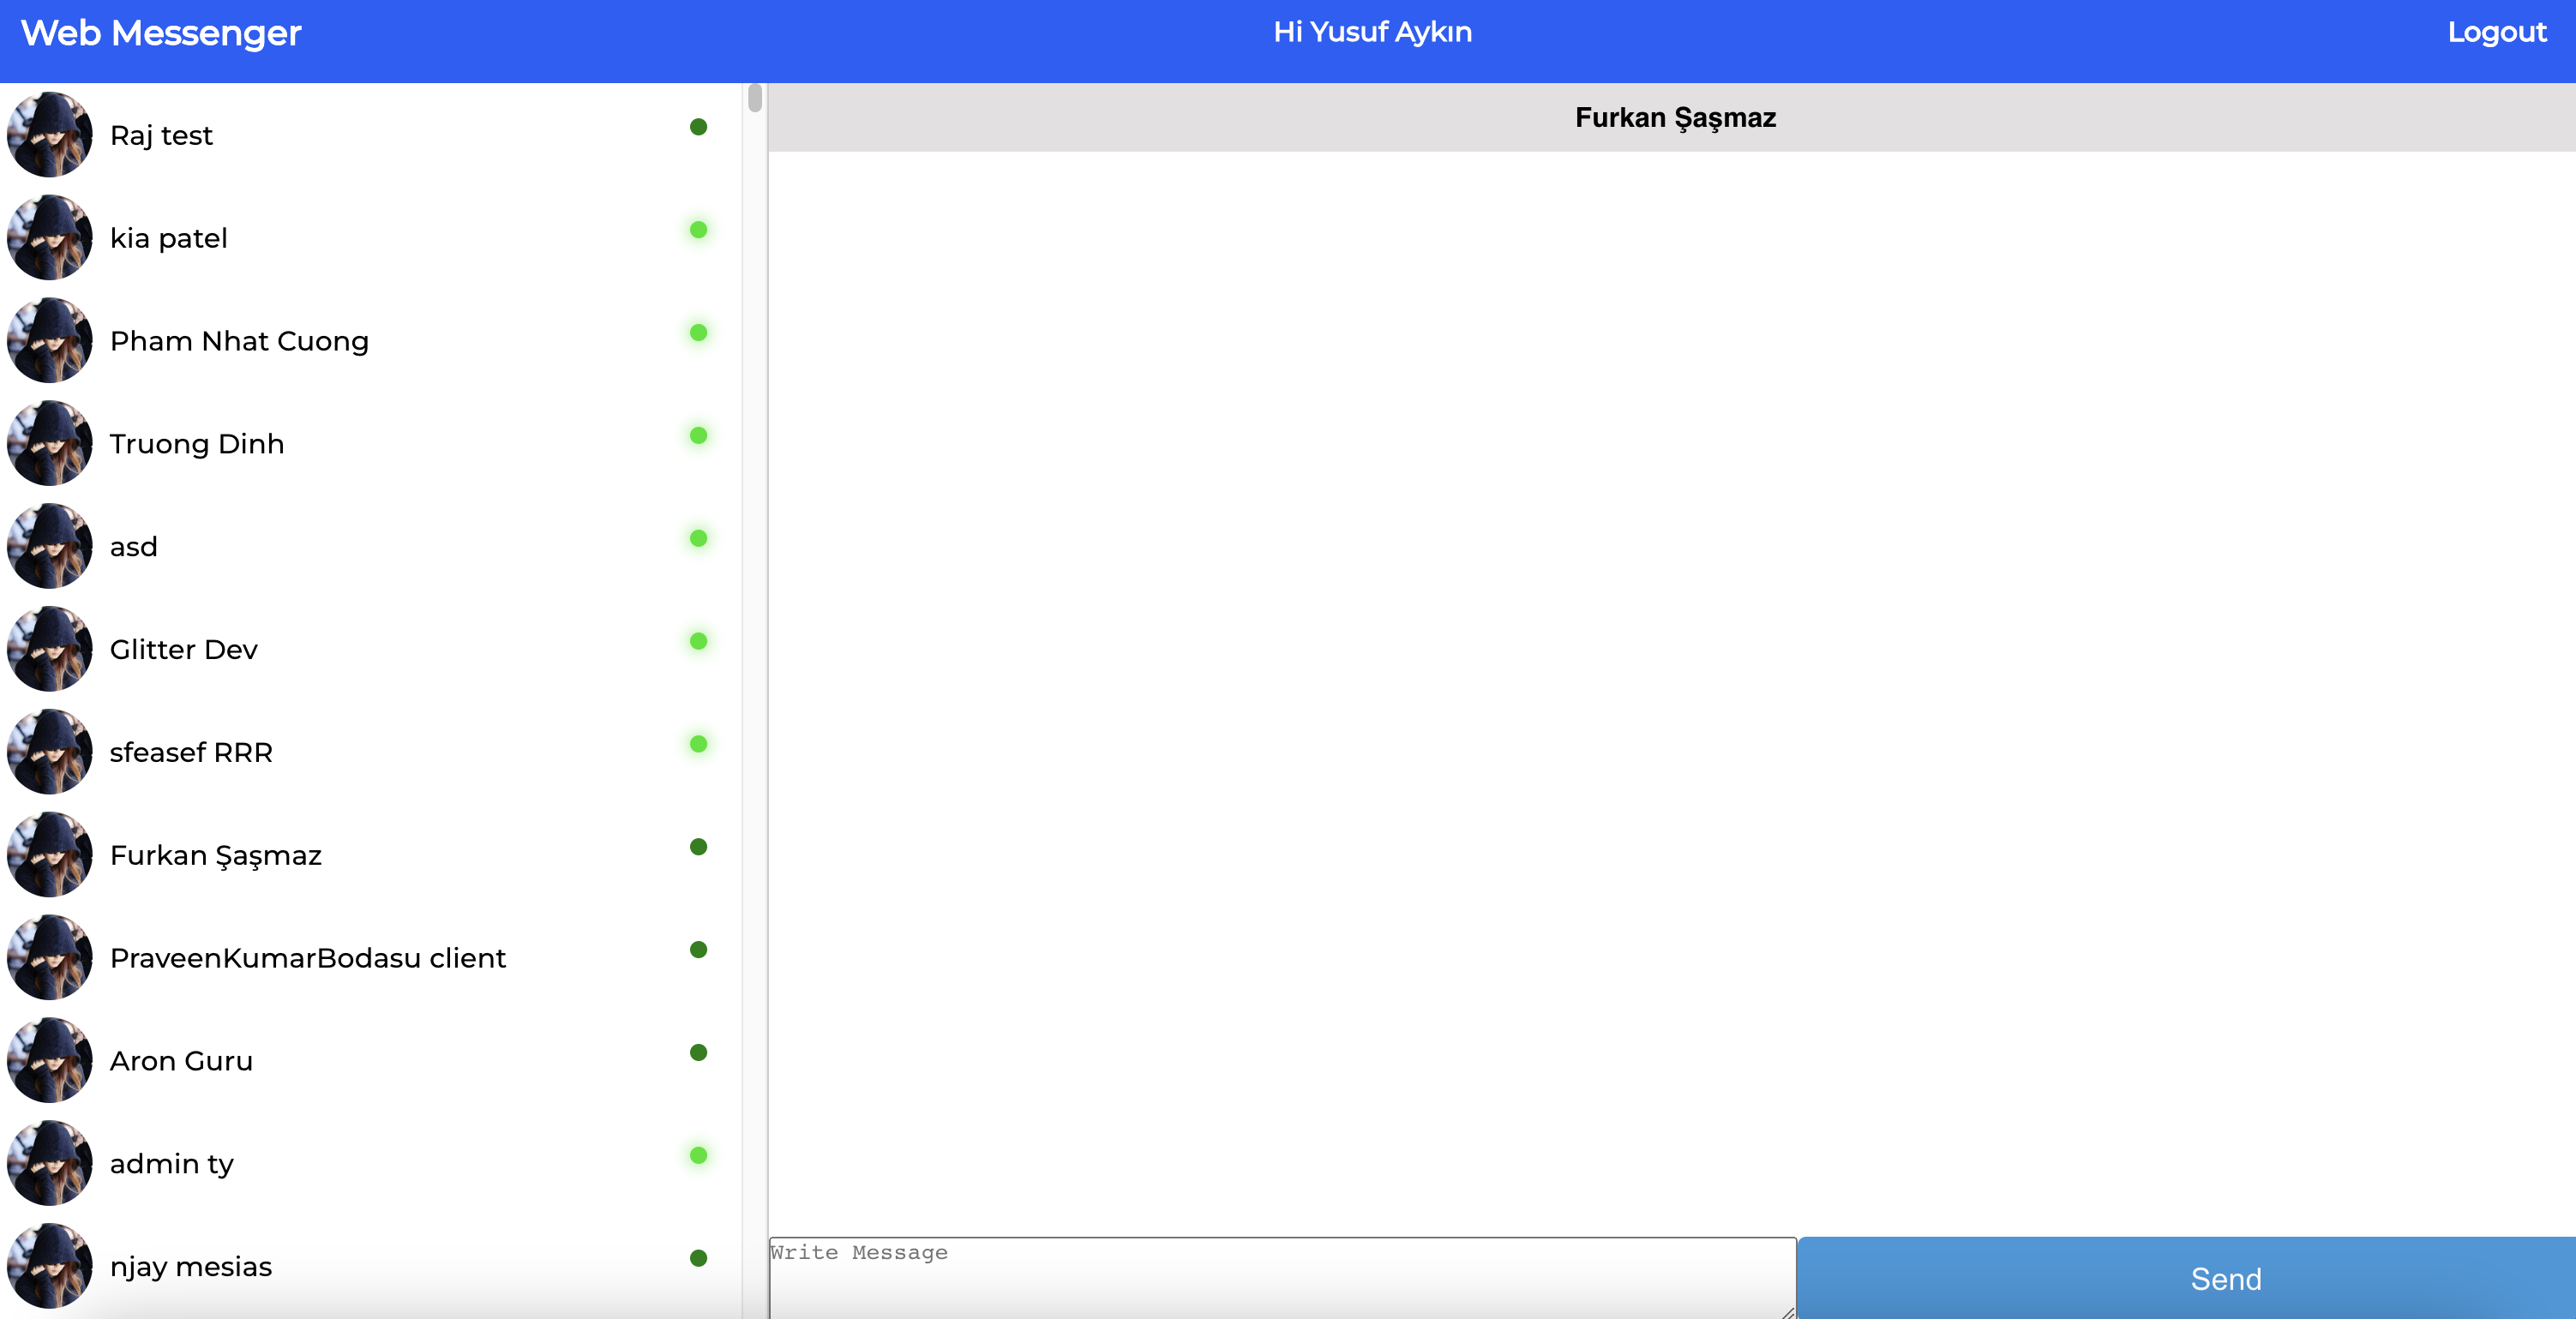 Web Messenger
Hi Yusuf Aykın
Logout
Raj test
kia patel
Pham Nhat Cuong
Truong Dinh
asd
Glitter Dev
sfeasef RRR
Furkan Şaşmaz
PraveenKumarBodasu client
Aron Guru
admin ty
njay mesias
Furkan Şaşmaz
Write Message
Send